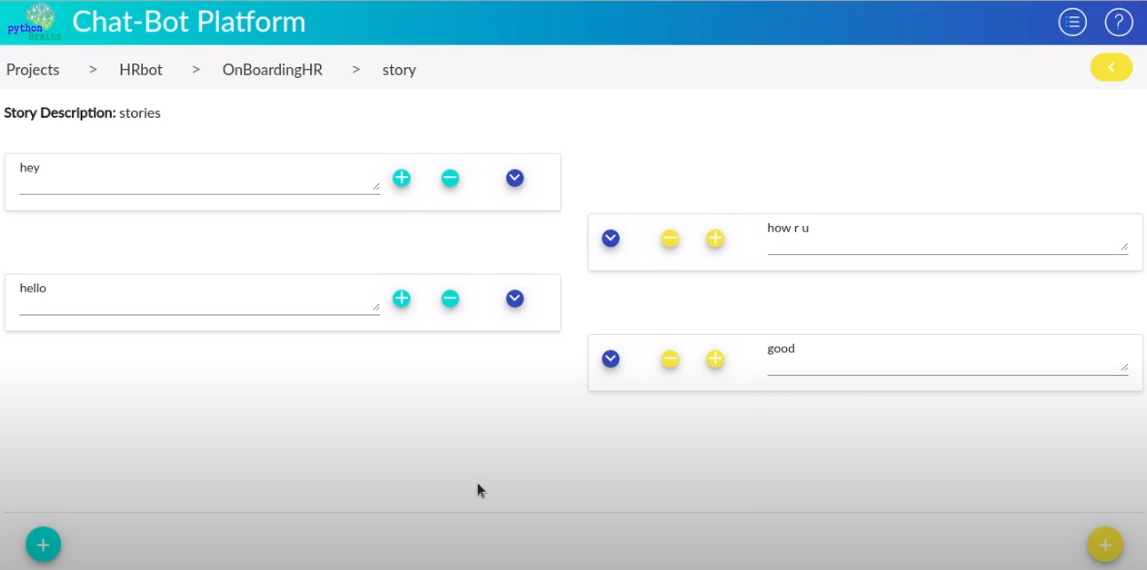 python
Brains
Chat-Bot Platform
Projects > HRbot > OnBoardingHR > story
Story Description: stories
hey
how r u
hello
good